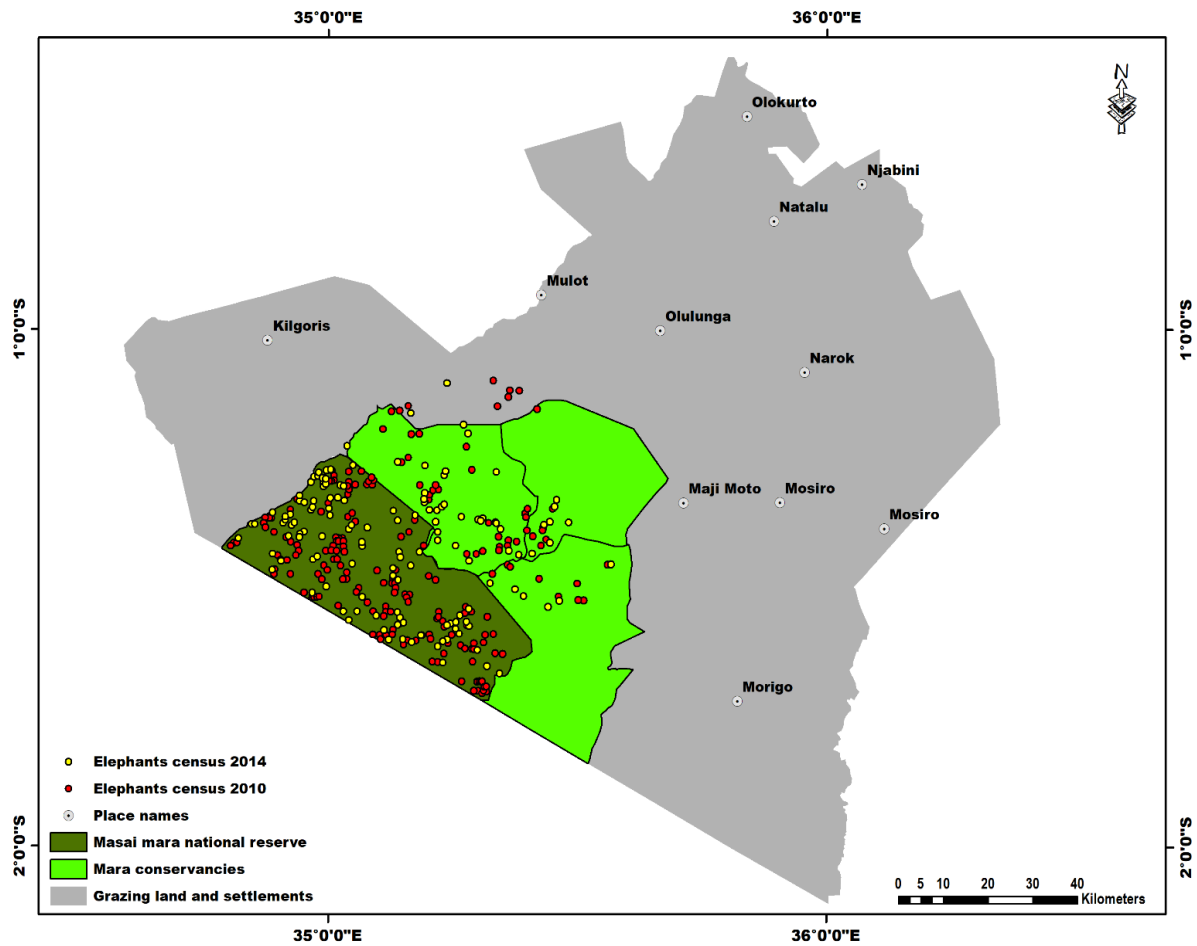 35°0'0"E 36°0'0"E
N
Olokurto
Njabini
Natalu
Mulot
Olulunga
Kilgoris
1°0'0"S
1°0'0"S
Narok
Maji Moto
Mosiro
Mosiro
Morigo
Elephants census 2014
Elephants census 2010
Place names
Masai mara national reserve
Mara conservancies
Grazing land and settlements
2°0'0"S
2°0'0"S
0 5 10 20 30 40
Kilometers
35°0'0"E 36°0'0"E